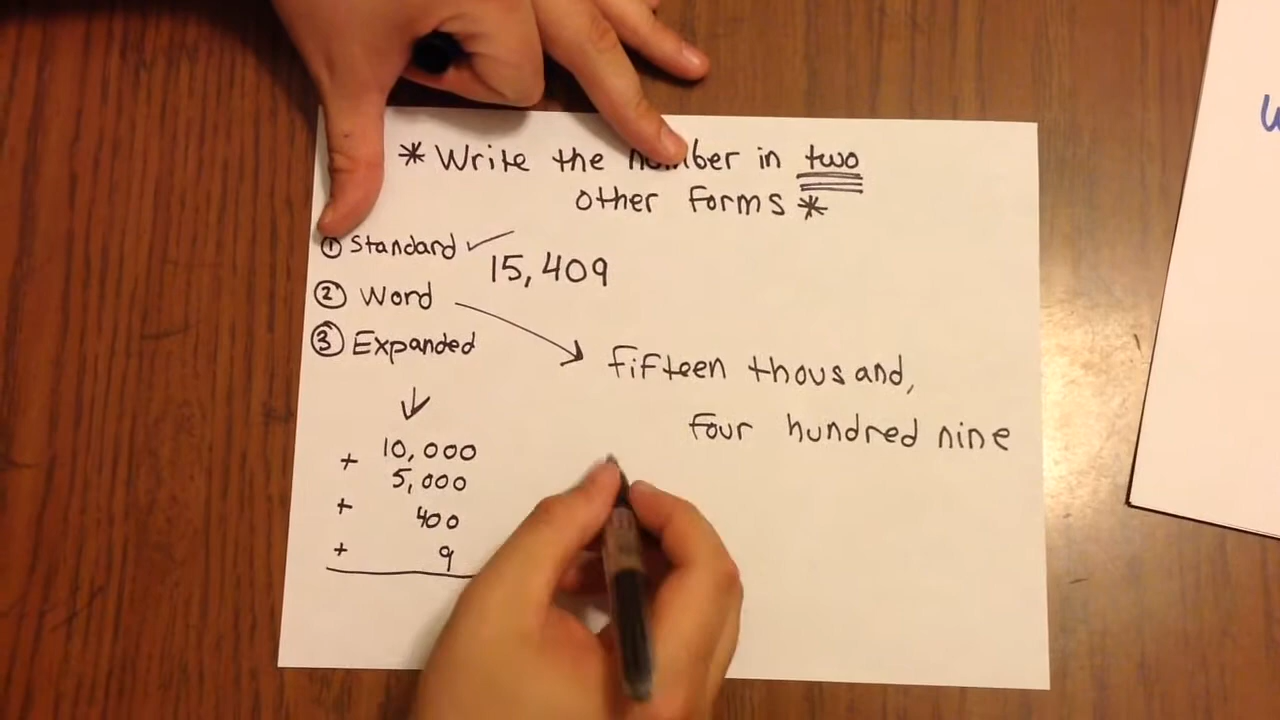 *Write the number in two
other forms*
① Standard ✓
15,409
② Word →
③ Expanded
fifteen thousand,
four hundred nine
↓
10,000
+ 5,000
+ 400
+ 9